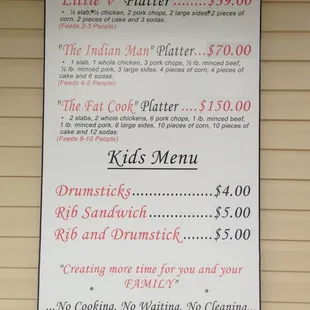 "Little V" Platter.......$39.00
• ½ slab, ½ chicken, 2 pork chops, 2 large sides, 2 pieces of
corn, 2 pieces of cake and 3 sodas.
(Feeds 2-3 People)
"The Indian Man" Platter...$70.00
• 1 slab, 1 whole chicken, 3 pork chops, ½ lb. minced beef,
½ lb. minced pork, 3 large sides. 4 pieces of corn, 4 pieces
cake and 6 sodas.
(Feeds 4-5 People)
"The Fat Cook" Platter ....$150.00
• 2 slabs, 2 whole chickens, 6 pork chops, 1 lb. minced beef,
1 lb. minced pork, 6 large sides, 10 pieces of corn, 10 pieces of
cake and 12 sodas.
(Feeds 8-10 People)
Kids Menu
Drumsticks......................$4.00
Rib Sandwich..................$5.00
Rib and Drumstick........$5.00
"Creating more time for you and your
FAMILY"
...No Cooking, No Waiting, No Cleaning...